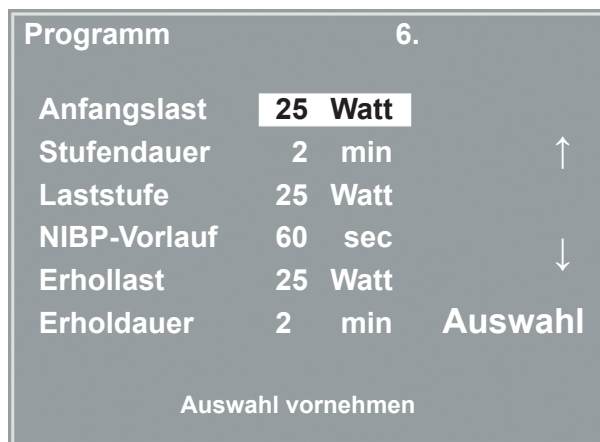 Programm 6.
Anfangslast 25 Watt
Stufendauer 2 min ↑
Laststufe 25 Watt
NIBP-Vorlauf 60 sec ↓
Erhollast 25 Watt
Erholdauer 2 min Auswahl
Auswahl vornehmen